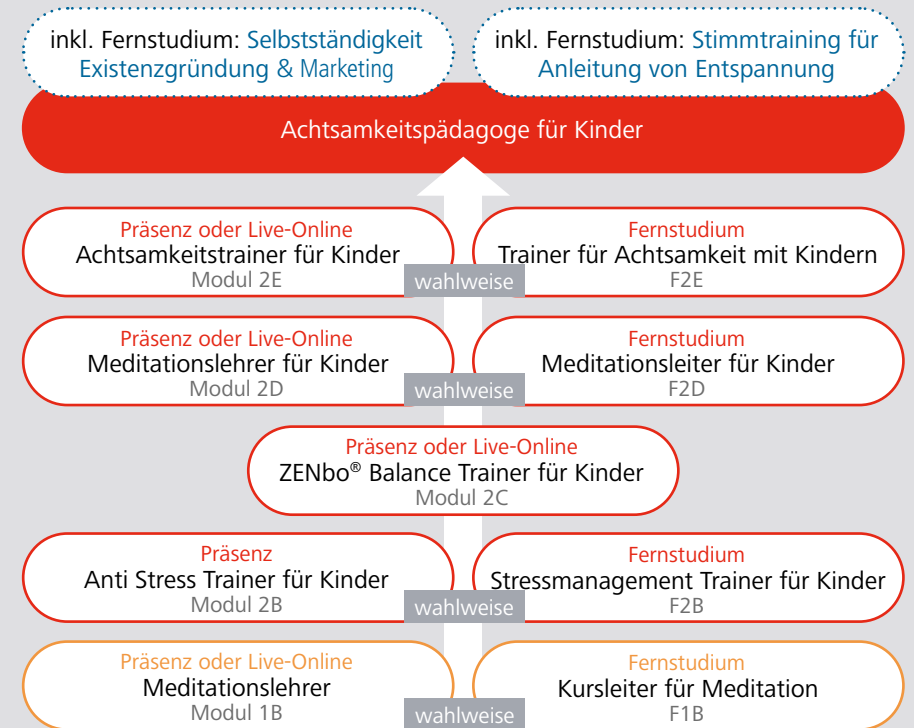 inkl. Fernstudium: Selbstständigkeit
Existenzgründung & Marketing
inkl. Fernstudium: Stimmtraining für
Anleitung von Entspannung
Achtsamkeitspädagoge für Kinder
Präsenz oder Live-Online
Achtsamkeitstrainer für Kinder
Modul 2E
wahlweise
Fernstudium
Trainer für Achtsamkeit mit Kindern
F2E
Präsenz oder Live-Online
Meditationslehrer für Kinder
Modul 2D
wahlweise
Fernstudium
Meditationsleiter für Kinder
F2D
Präsenz oder Live-Online
ZENbo® Balance Trainer für Kinder
Modul 2C
Präsenz
Anti Stress Trainer für Kinder
Modul 2B
wahlweise
Fernstudium
Stressmanagement Trainer für Kinder
F2B
Präsenz oder Live-Online
Meditationslehrer
Modul 1B
wahlweise
Fernstudium
Kursleiter für Meditation
F1B